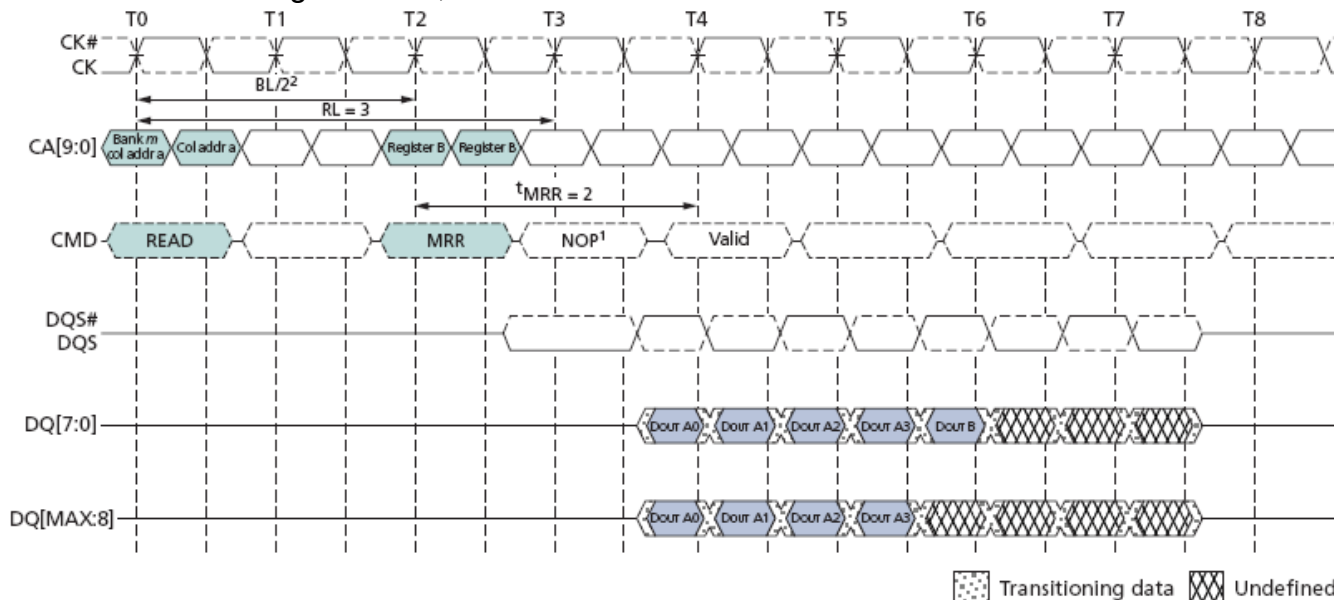 T0 T1 T2 T3 T4 T5 T6 T7 T8
CK#
CK
BL/2²
RL = 3
CA[9:0]
Bank m col addr a
Col addr a
Register B
Register B
tMRR = 2
CMD
READ
MRR
NOP¹
Valid
DQS#
DQS
DQ[7:0]
DOUT A0 DOUT A1 DOUT A2 DOUT A3 DOUT B
DQ[MAX:8]
DOUT A0 DOUT A1 DOUT A2 DOUT A3
Transitioning data
Undefined